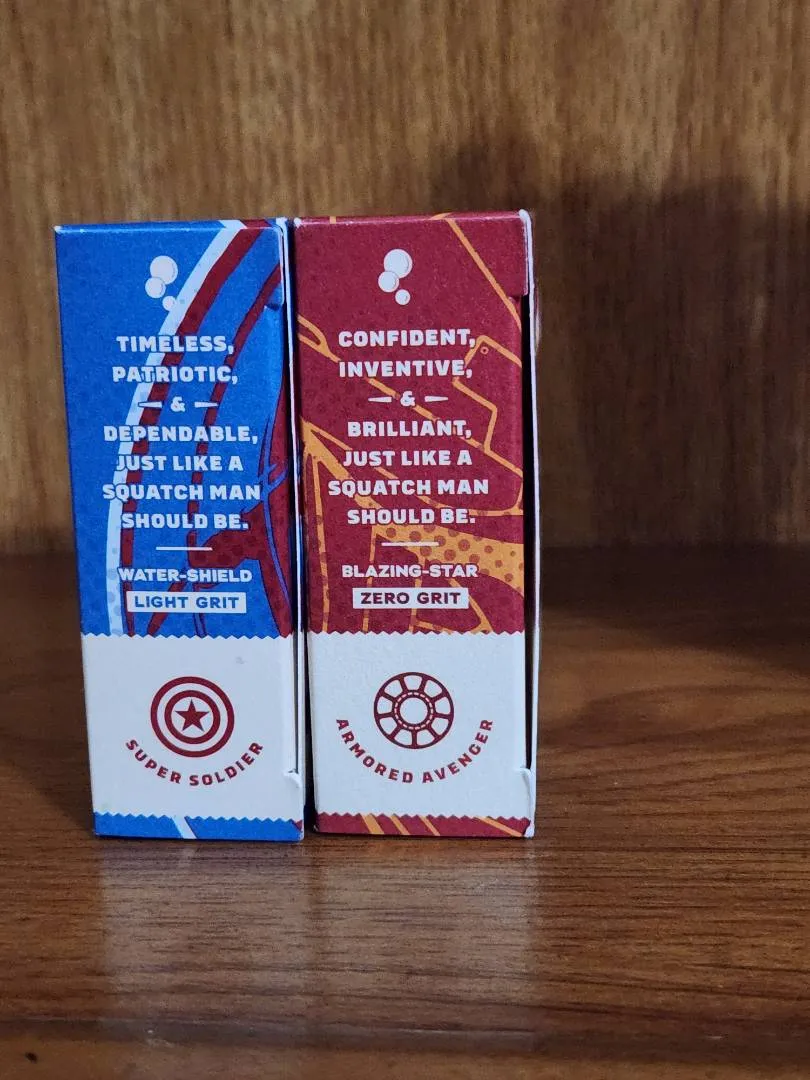 TIMELESS,
PATRIOTIC,
&
DEPENDABLE,
JUST LIKE A
SQUATCH MAN
SHOULD BE.
WATER-SHIELD
LIGHT GRIT
SUPER SOLDIER
CONFIDENT,
INVENTIVE,
&
BRILLIANT,
JUST LIKE A
SQUATCH MAN
SHOULD BE.
BLAZING-STAR
ZERO GRIT
ARMORED AVENGER